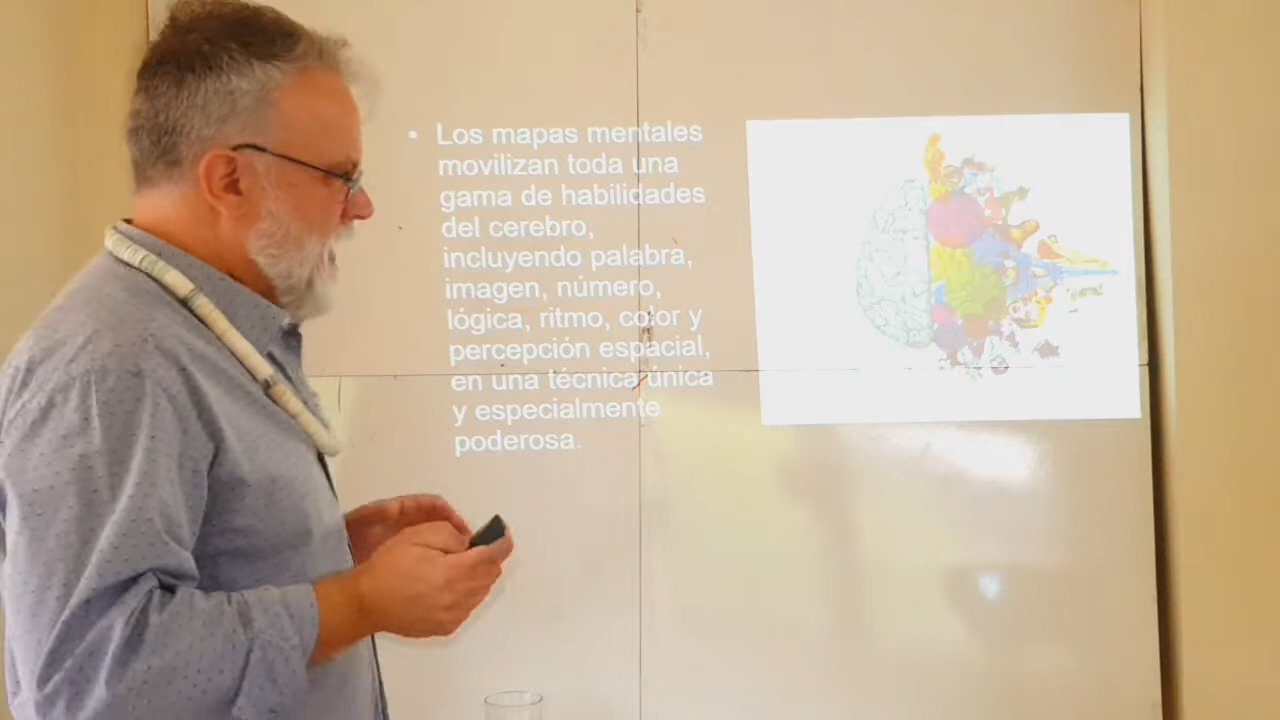 • Los mapas mentales
movilizan toda una
gama de habilidades
del cerebro,
incluyendo palabra,
imagen, número,
lógica, ritmo, color y
percepción espacial,
en una técnica única
y especialmente
poderosa.